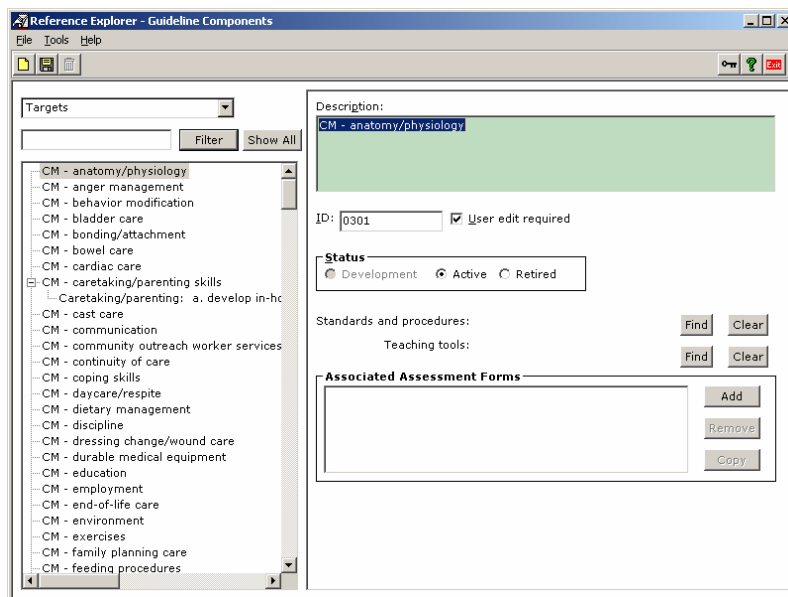 Reference Explorer - Guideline Components
File Tools Help
Exit
Targets
Filter Show All
CM - anatomy/physiology
CM - anger management
CM - behavior modification
CM - bladder care
CM - bonding/attachment
CM - bowel care
CM - cardiac care
CM - caretaking/parenting skills
Caretaking/parenting: a. develop in-ho
CM - cast care
CM - communication
CM - community outreach worker services
CM - continuity of care
CM - coping skills
CM - daycare/respite
CM - dietary management
CM - discipline
CM - dressing change/wound care
CM - durable medical equipment
CM - education
CM - employment
CM - end-of-life care
CM - environment
CM - exercises
CM - family planning care
CM - feeding procedures
Description:
CM - anatomy/physiology
ID: 0301 User edit required
Status
Development Active Retired
Standards and procedures: Find Clear
Teaching tools: Find Clear
Associated Assessment Forms
Add
Remove
Copy